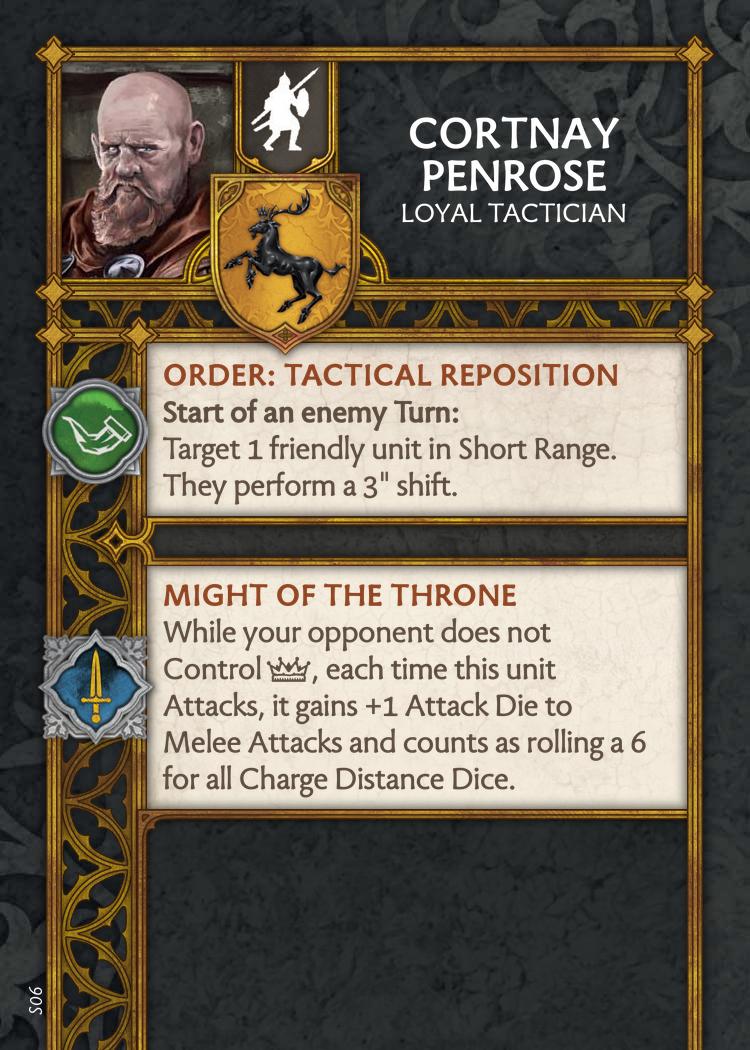 CORTNAY
PENROSE
LOYAL TACTICIAN
ORDER: TACTICAL REPOSITION
Start of an enemy Turn:
Target 1 friendly unit in Short Range.
They perform a 3" shift.
MIGHT OF THE THRONE
While your opponent does not
Control , each time this unit
Attacks, it gains +1 Attack Die to
Melee Attacks and counts as rolling a 6
for all Charge Distance Dice.
S06